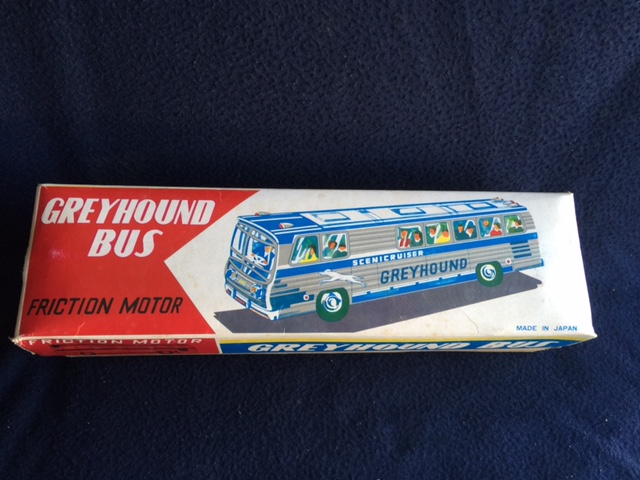 GREYHOUND
BUS
FRICTION MOTOR
SCENICRUISER
GREYHOUND
MADE IN JAPAN
FRICTION MOTOR
GREYHOUND BUS